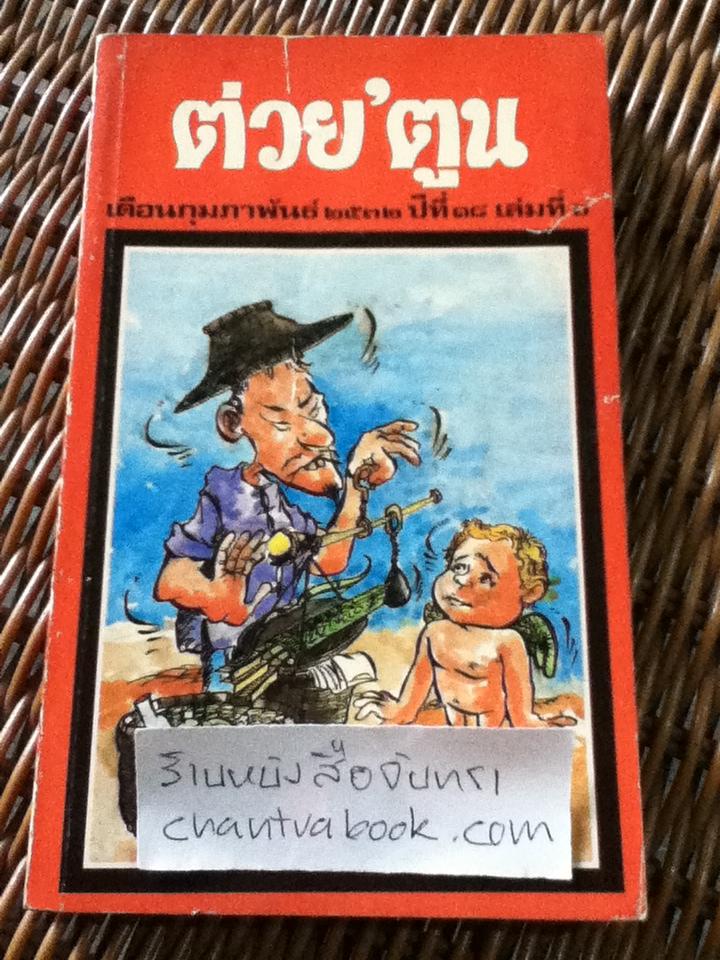 ต่วย'ตูน
เดือนกุมภาพันธ์ ๒๕๓๒ ปีที่ ๑๘ เล่มที่
ร้านหนังสือจันทรา
chantrabook.com